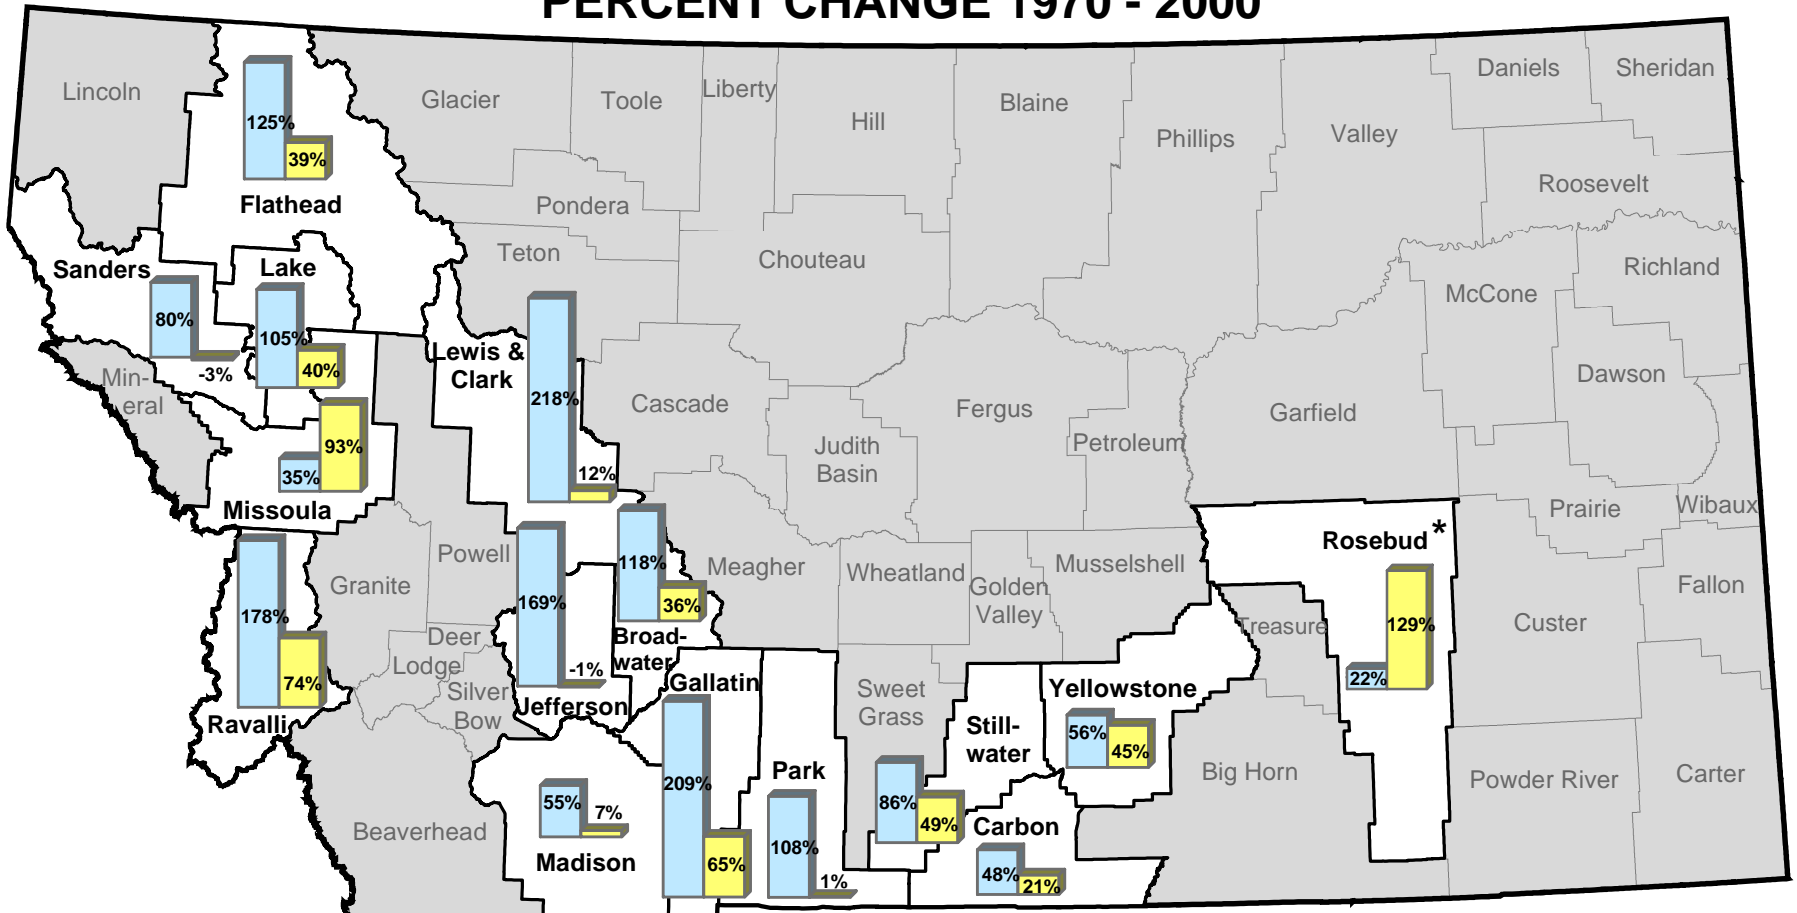 PERCENT CHANGE 1970 - 2000
Lincoln
Glacier
Toole
Liberty
Hill
Blaine
Phillips
Valley
Daniels
Sheridan
Roosevelt
125%
39%
Flathead
Pondera
Teton
Chouteau
McCone
Richland
Sanders
80%
-3%
Lake
105%
40%
Lewis &
Clark
218%
12%
Min-
eral
93%
35%
Missoula
Cascade
Judith
Basin
Fergus
Petroleum
Garfield
Dawson
Prairie
Wibaux
Powell
Granite
Deer
Lodge
Silver
Bow
178%
74%
Ravalli
169%
-1%
Jefferson
118%
36%
Broad-
water
Meagher
Wheatland
Golden
Valley
Musselshell
Treasure
Rosebud *
129%
22%
Custer
Fallon
Beaverhead
55%
7%
Madison
Gallatin
209%
65%
Park
108%
1%
Sweet
Grass
86%
49%
Still-
water
Yellowstone
56%
45%
Carbon
48%
21%
Big Horn
Powder River
Carter